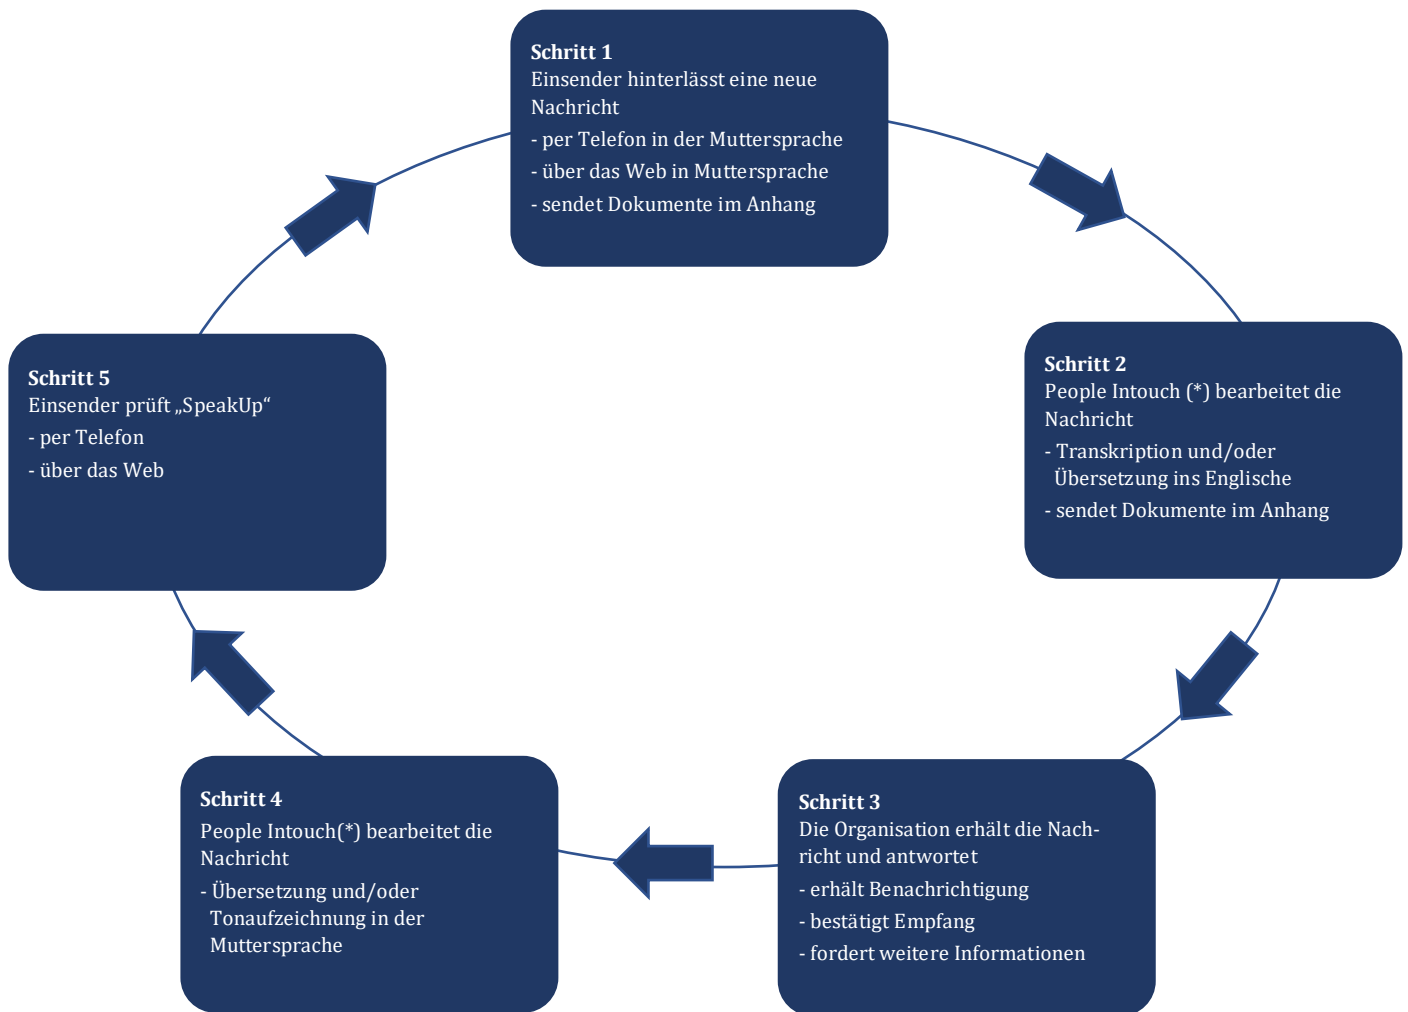 Schritt 1
Einsender hinterlässt eine neue
Nachricht
- per Telefon in der Muttersprache
- über das Web in Muttersprache
- sendet Dokumente im Anhang
Schritt 2
People Intouch (*) bearbeitet die
Nachricht
- Transkription und/oder
Übersetzung ins Englische
- sendet Dokumente im Anhang
Schritt 3
Die Organisation erhält die Nach-
richt und antwortet
- erhält Benachrichtigung
- bestätigt Empfang
- fordert weitere Informationen
Schritt 4
People Intouch(*) bearbeitet die
Nachricht
- Übersetzung und/oder
Tonaufzeichnung in der
Muttersprache
Schritt 5
Einsender prüft „SpeakUp“
- per Telefon
- über das Web